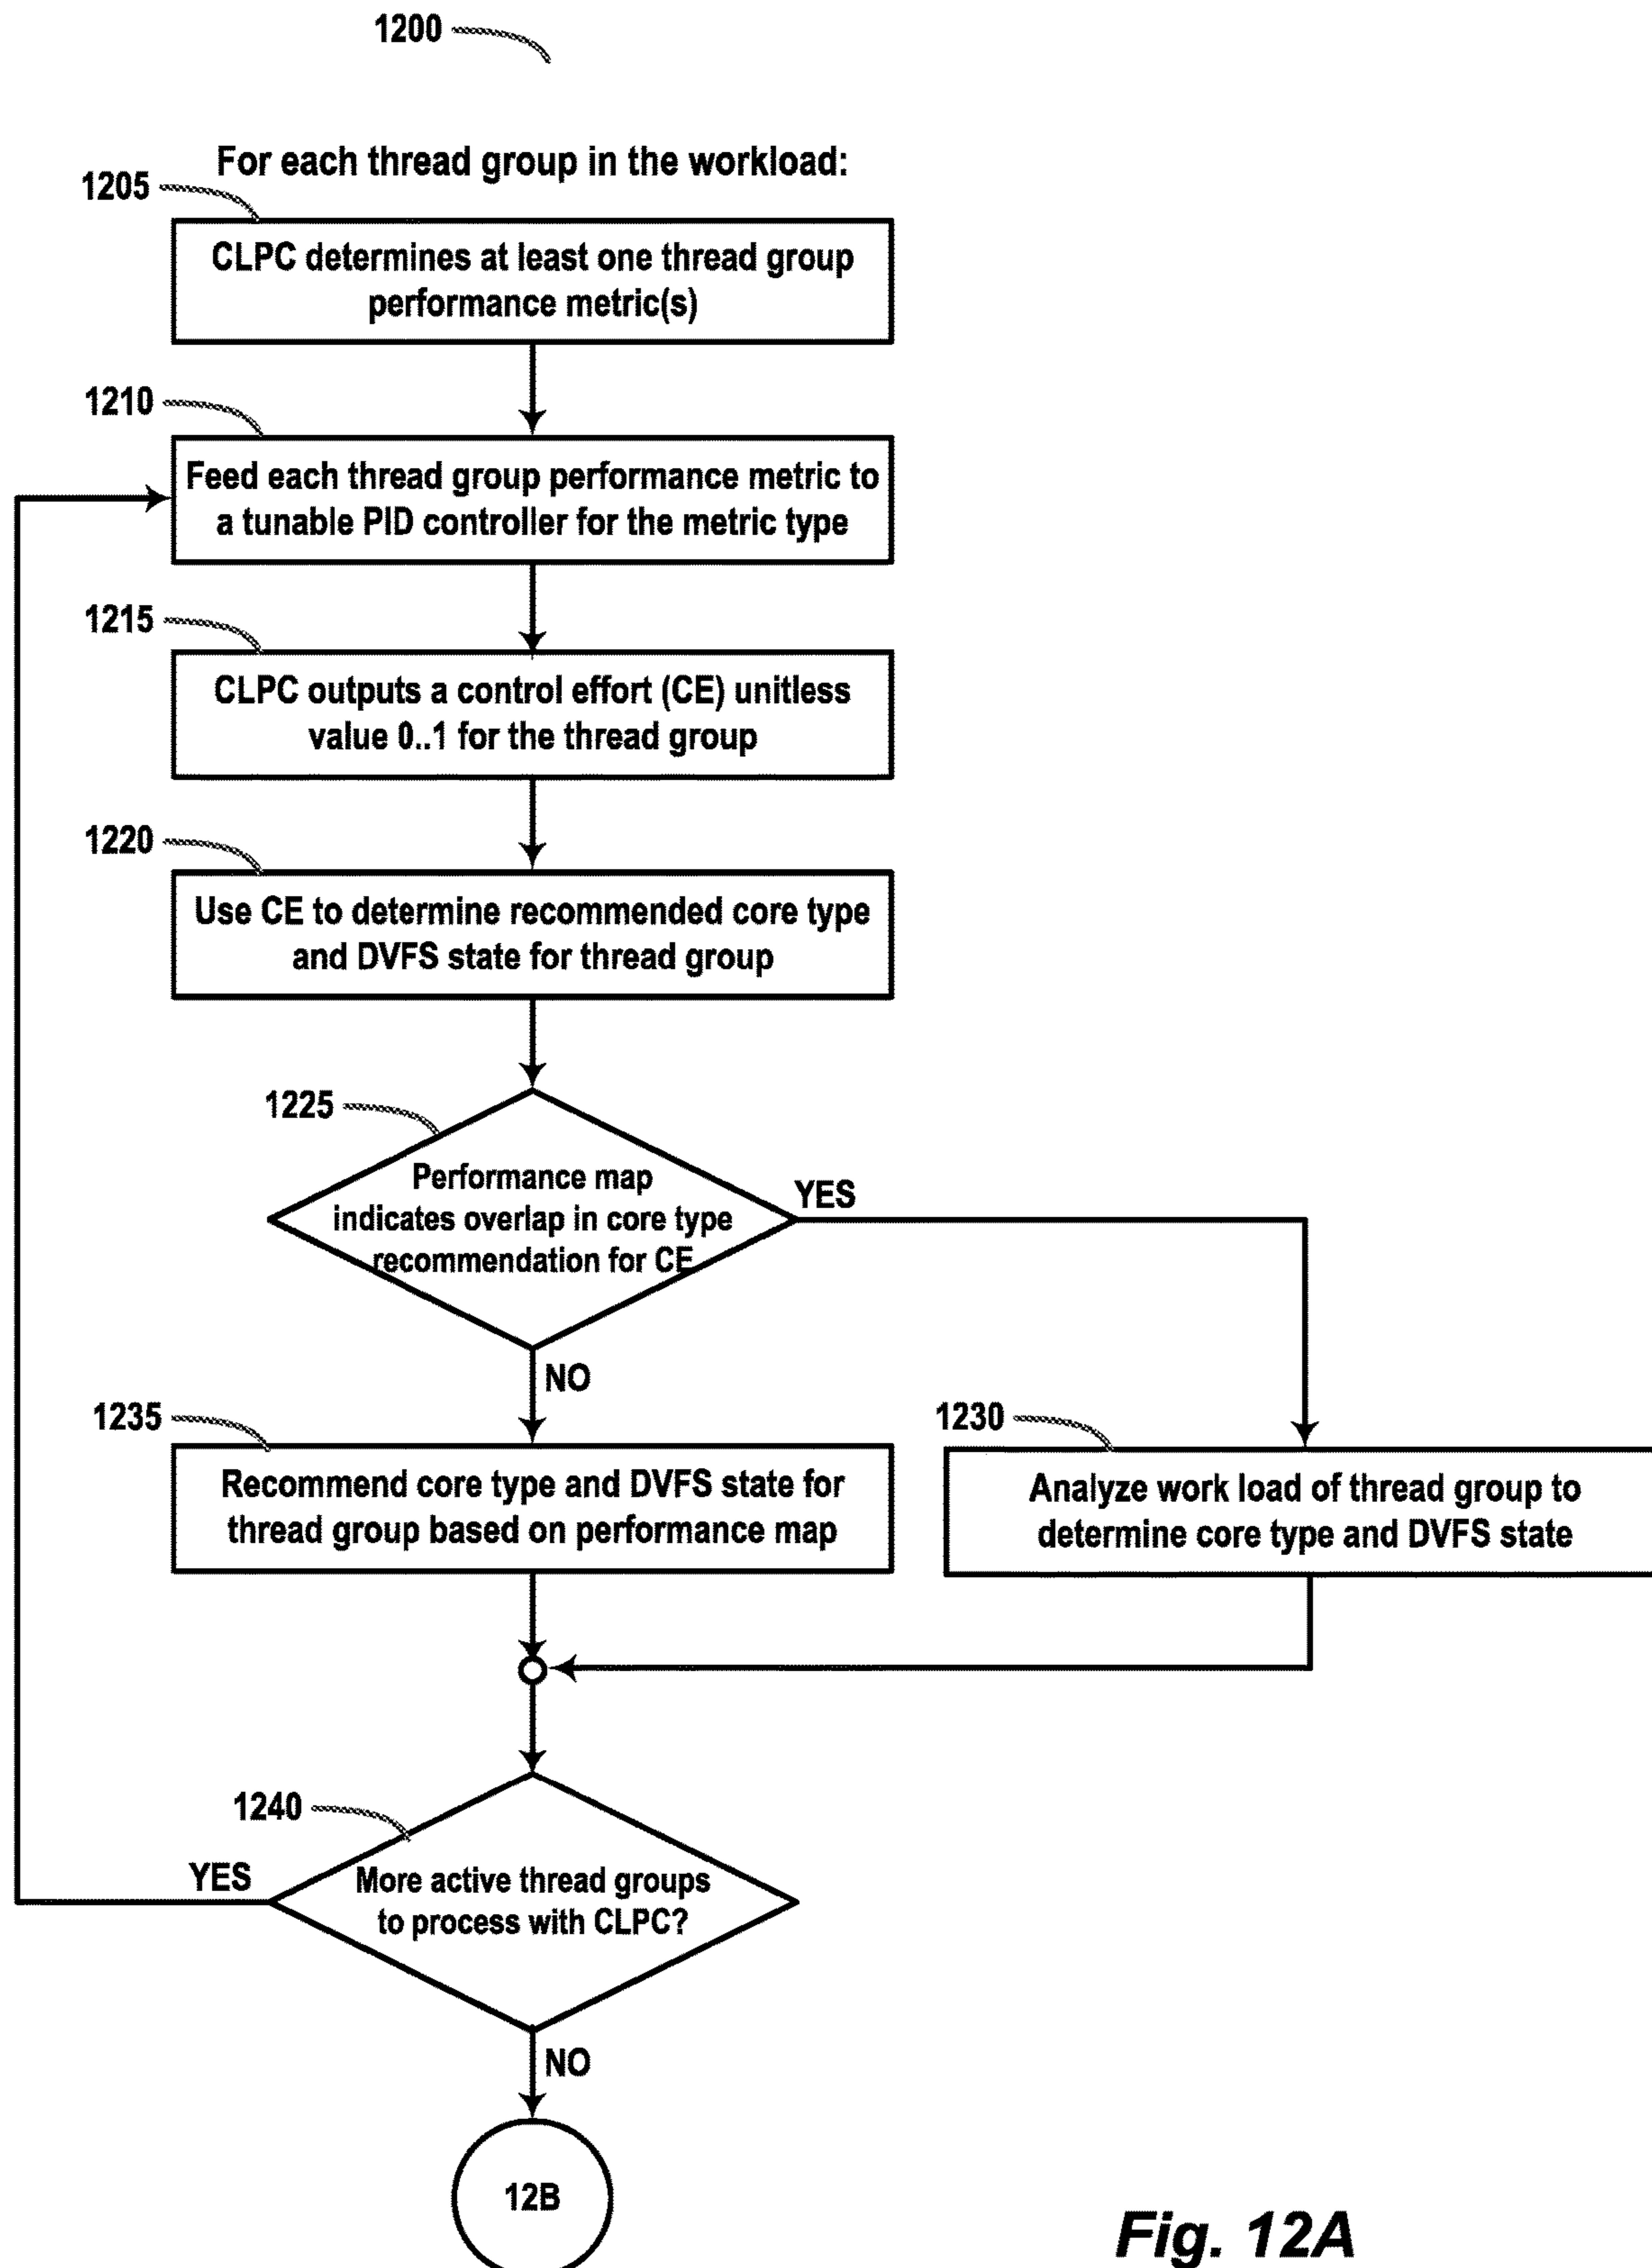 1200
For each thread group in the workload:
1205
CLPC determines at least one thread group
performance metric(s)
1210
Feed each thread group performance metric to
a tunable PID controller for the metric type
1215
CLPC outputs a control effort (CE) unitless
value 0..1 for the thread group
1220
Use CE to determine recommended core type
and DVFS state for thread group
1225
Performance map
indicates overlap in core type
recommendation for CE
YES
NO
1235
Recommend core type and DVFS state for
thread group based on performance map
1230
Analyze work load of thread group to
determine core type and DVFS state
1240
More active thread groups
to process with CLPC?
YES
NO
12B
Fig. 12A